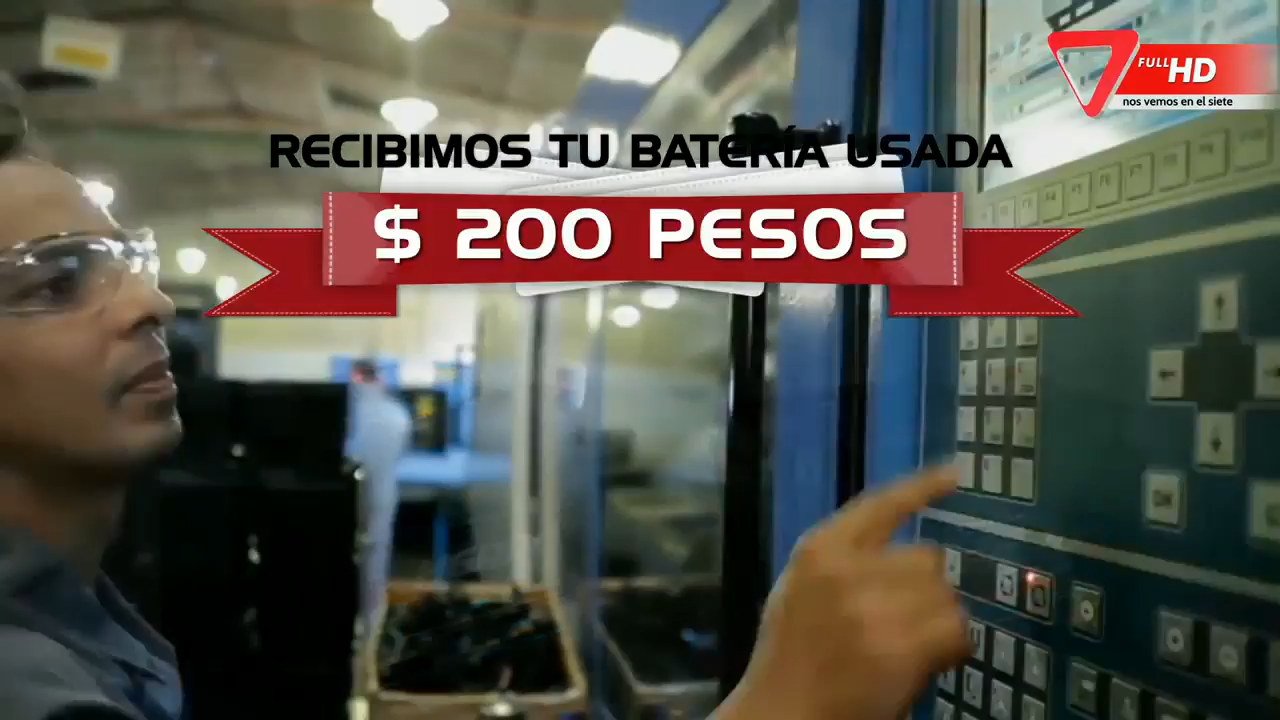 FULL HD
nos vemos en el siete
RECIBIMOS TU BATERÍA USADA
$ 200 PESOS